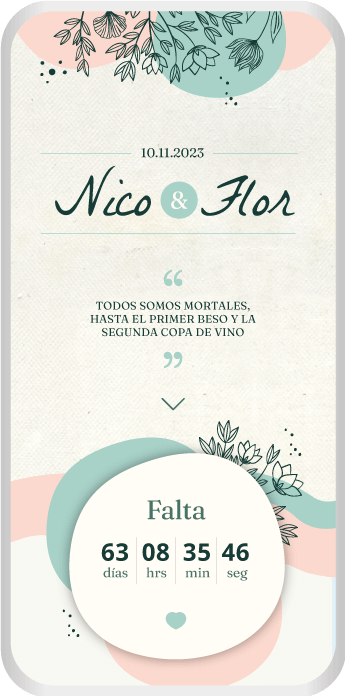 10.11.2023
Nico & Flor
“
TODOS SOMOS MORTALES,
HASTA EL PRIMER BESO Y LA
SEGUNDA COPA DE VINO
”
Falta
63 08 35 46
días hrs min seg